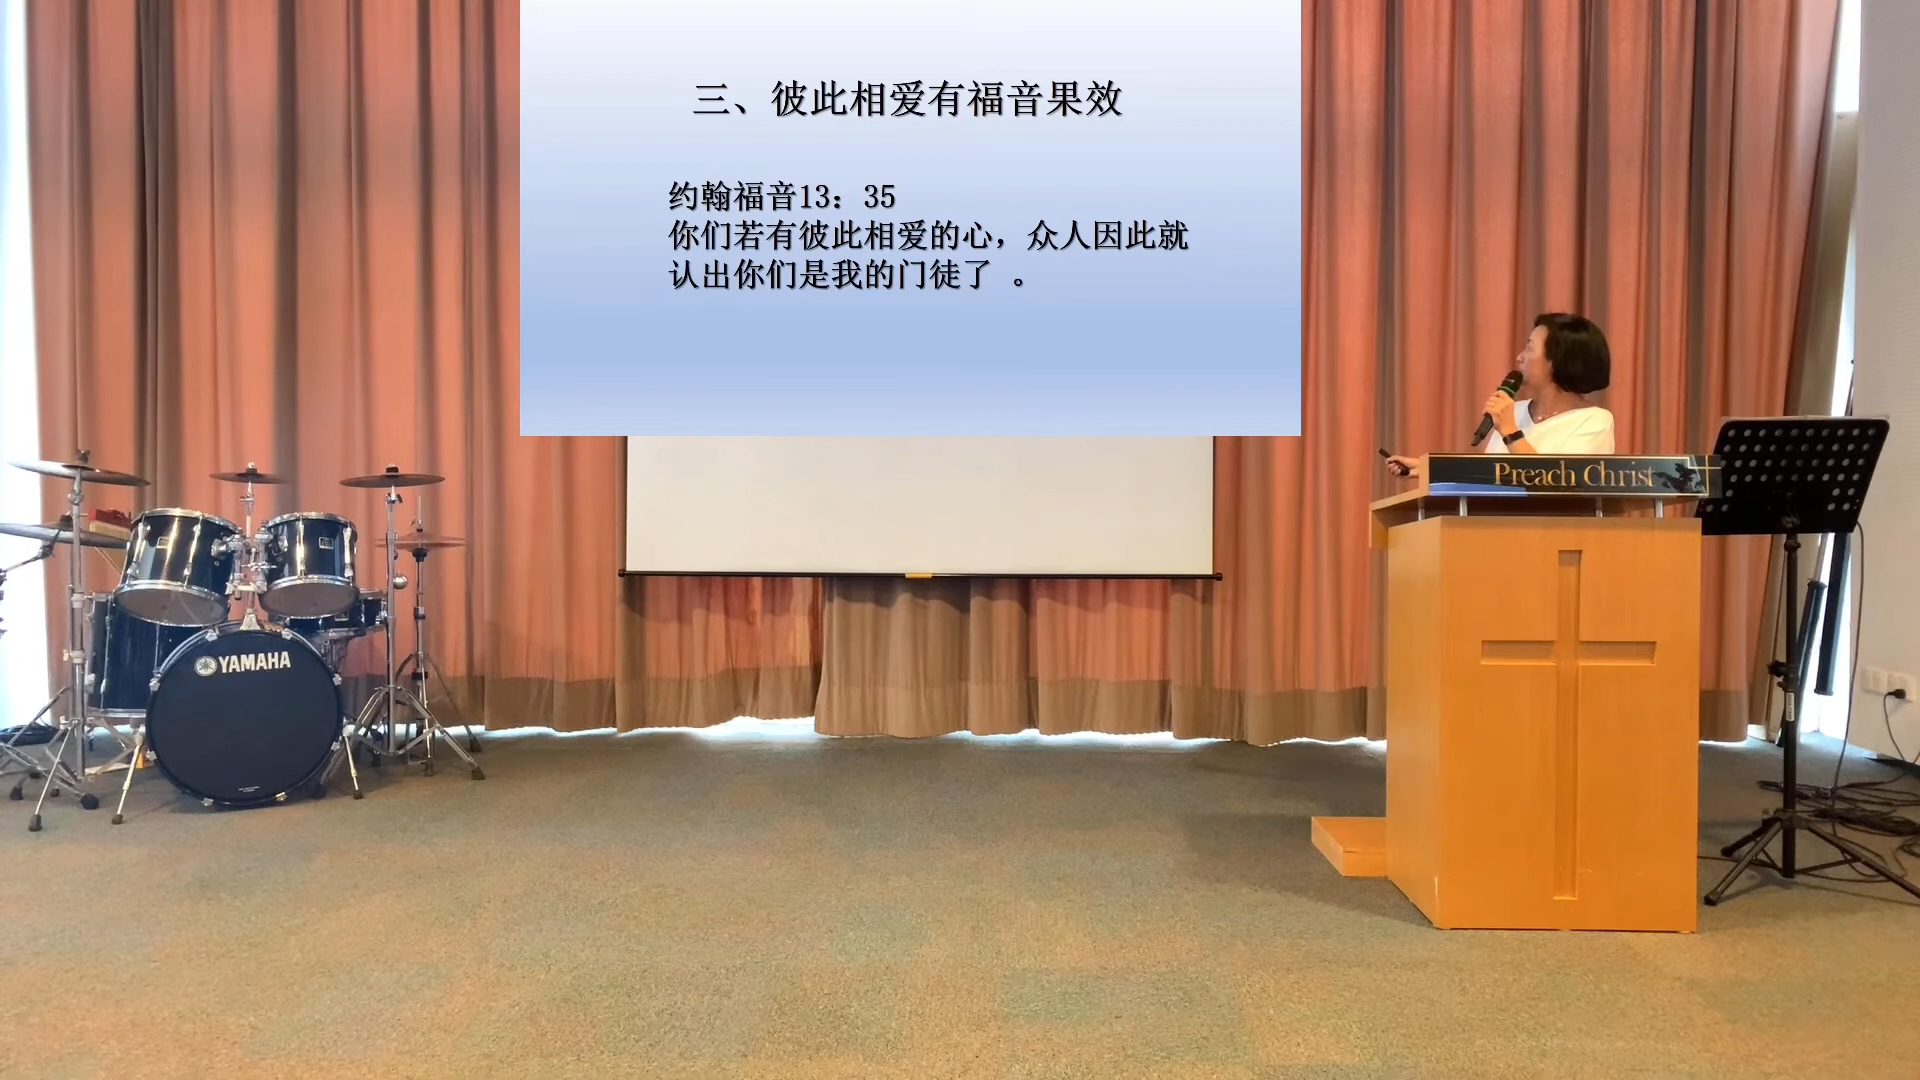 三、彼此相爱有福音果效
约翰福音13：35
你们若有彼此相爱的心，众人因此就
认出你们是我的门徒了 。
Preach Christ
YAMAHA